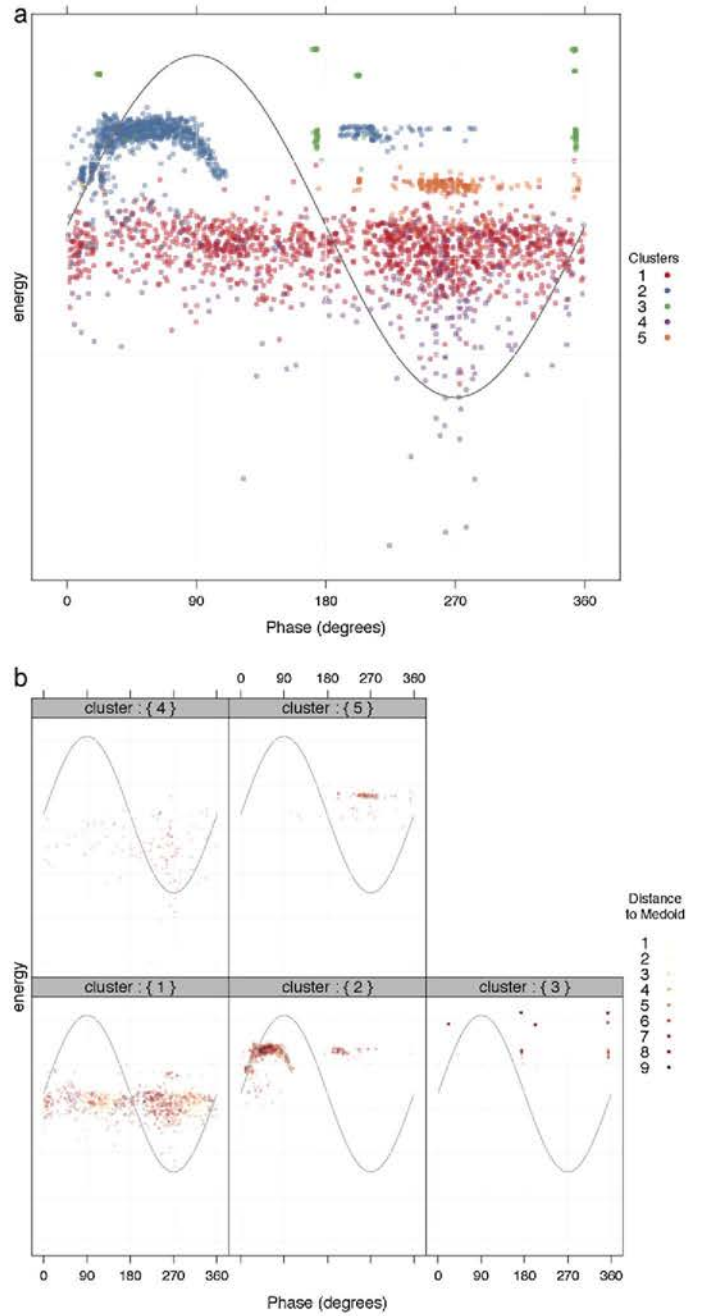 a
energy
0 90 180 270 360
Phase (degrees)
Clusters
1
2
3
4
5
b
0 90 180 270 360
cluster : { 4 } cluster : { 5 }
energy
cluster : { 1 } cluster : { 2 } cluster : { 3 }
0 90 180 270 360 0 90 180 270 360
Phase (degrees)
Distance
to Medoid
1
2
3
4
5
6
7
8
9